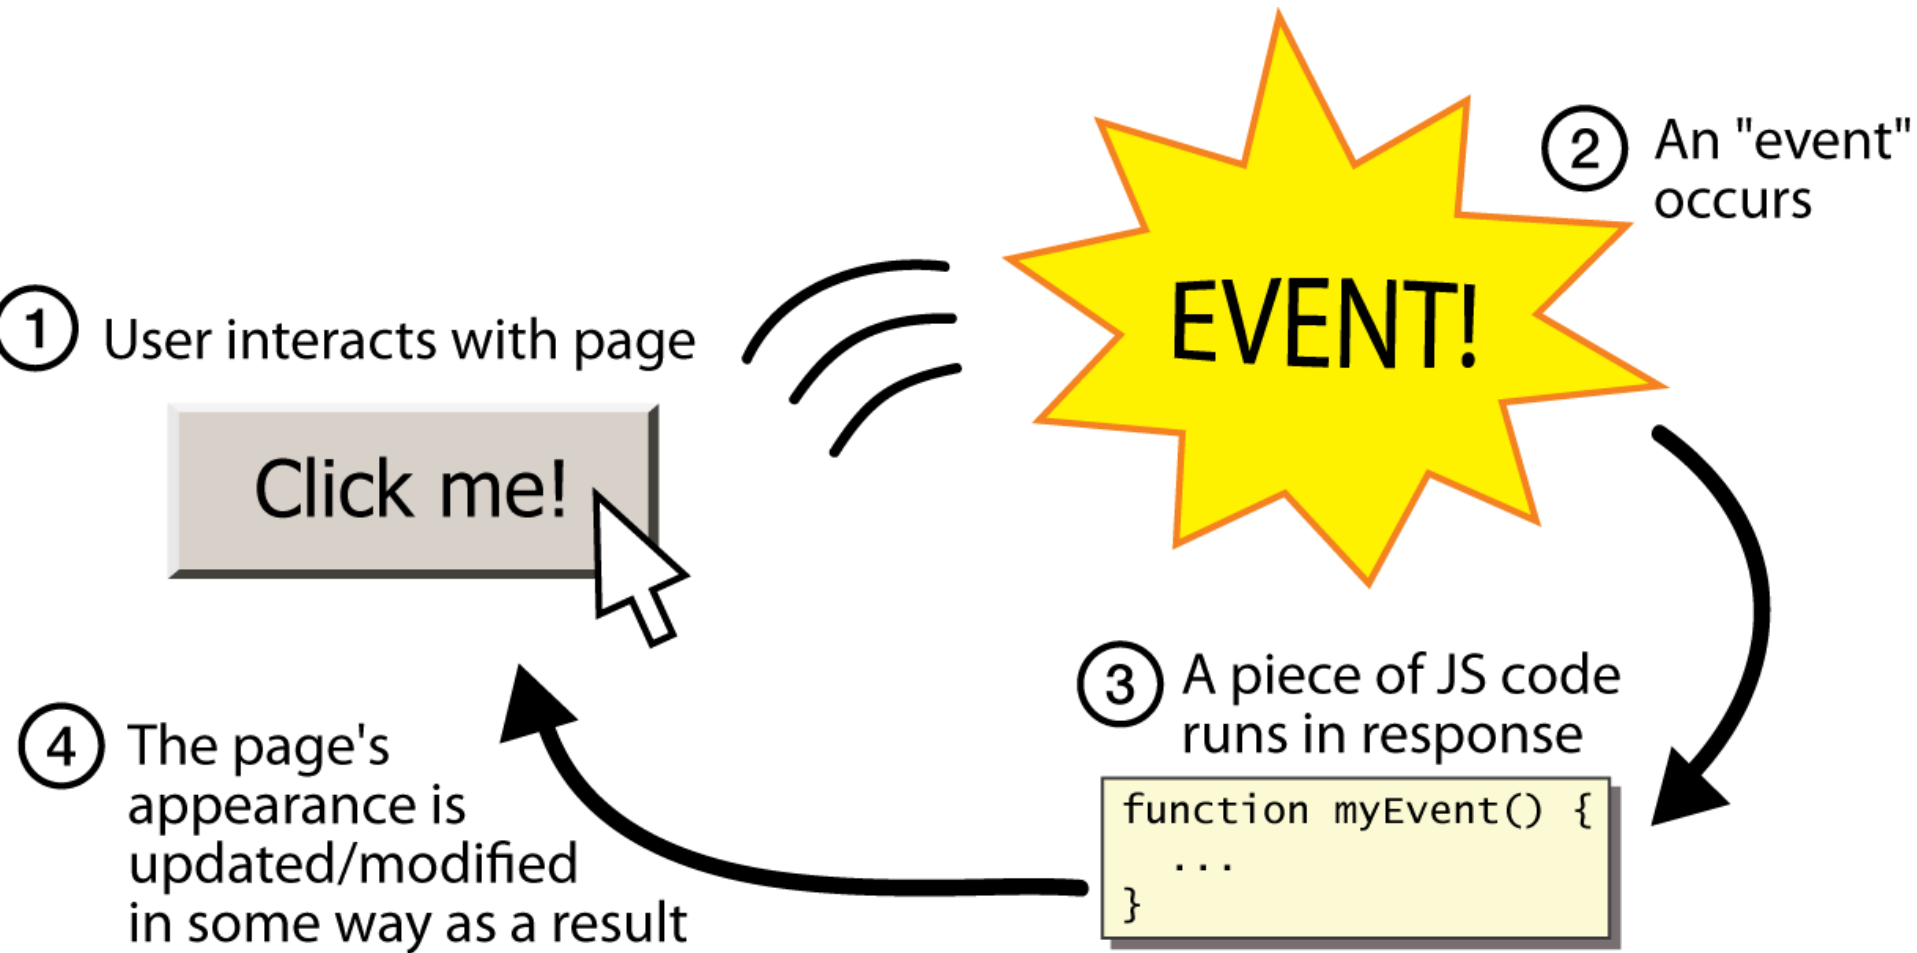 1 User interacts with page
Click me!
EVENT!
2 An "event"
occurs
3 A piece of JS code
runs in response
function myEvent() {
...
}
4 The page's
appearance is
updated/modified
in some way as a result